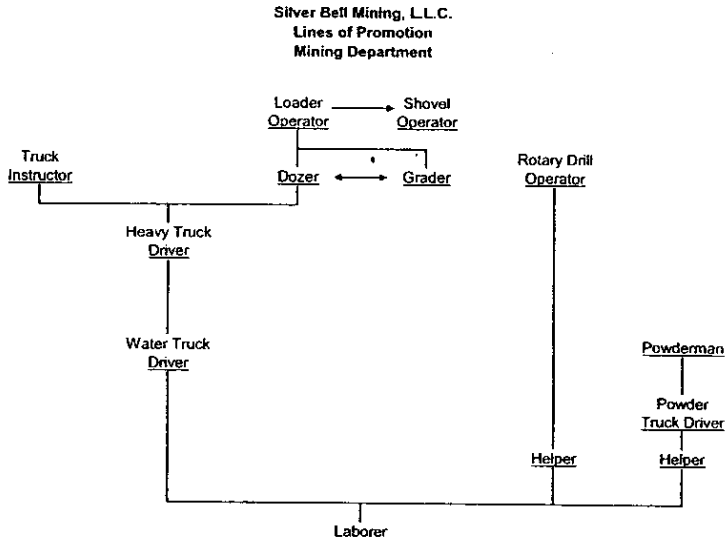 Silver Bell Mining, L.L.C.
Lines of Promotion
Mining Department
Loader
Operator
Shovel
Operator
Truck
Instructor
Dozer
Grader
Rotary Drill
Operator
Heavy Truck
Driver
Water Truck
Driver
Powderman
Powder
Truck Driver
Helper
Helper
Laborer